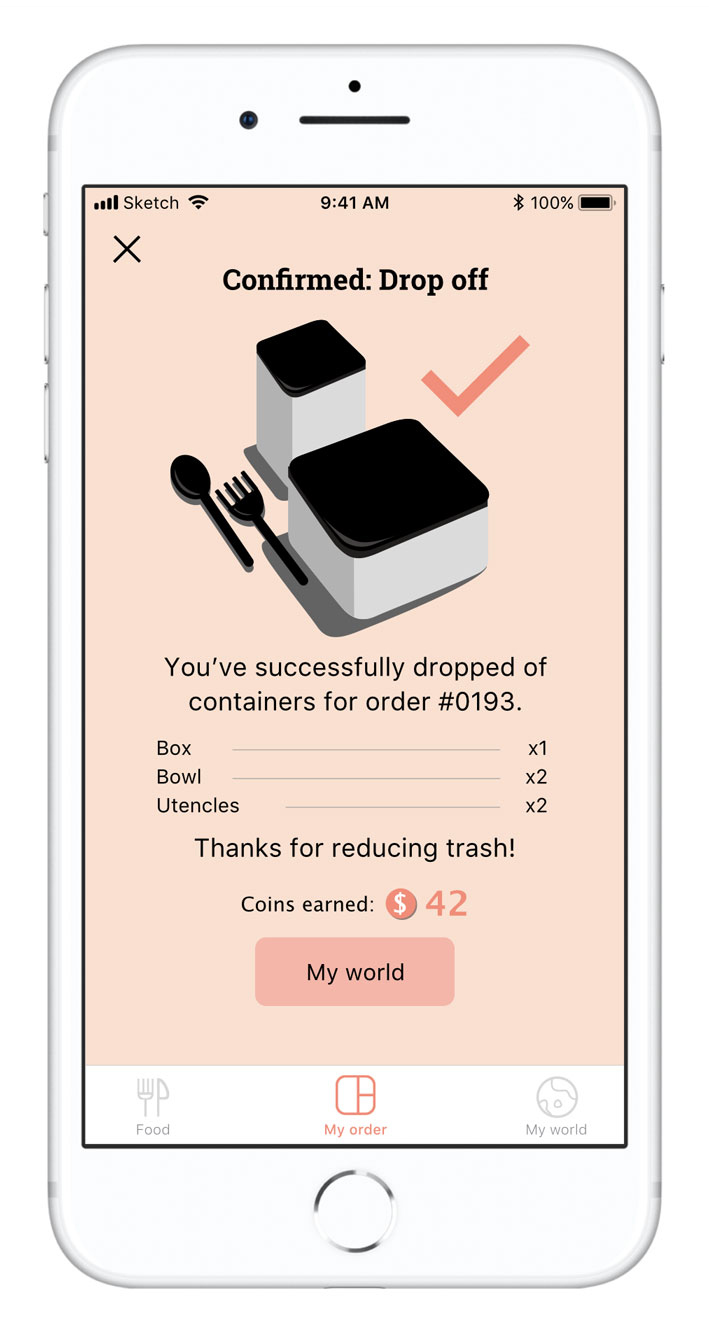 Sketch 9:41 AM 100%
Confirmed: Drop off
You’ve successfully dropped of
containers for order #0193.
Box x1
Bowl x2
Utencles x2
Thanks for reducing trash!
Coins earned: $ 42
My world
Food My order My world